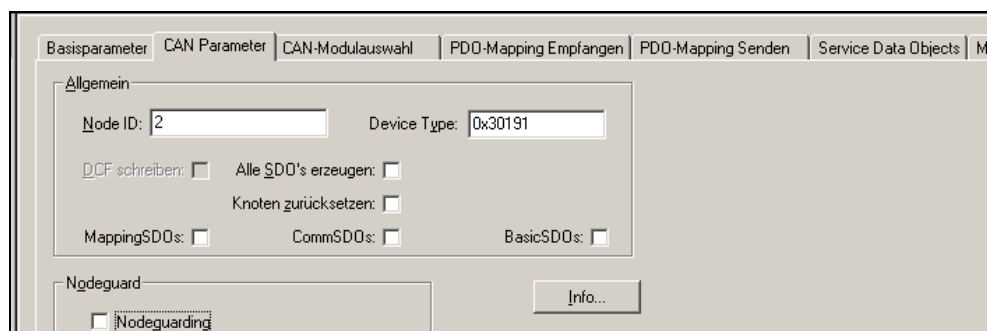 Basisparameter CAN Parameter CAN-Modulauswahl PDO-Mapping Empfangen PDO-Mapping Senden Service Data Objects M
Allgemein
Node ID: 2 Device Type: 0x30191
DCF schreiben: Alle SDO's erzeugen:
Knoten zurücksetzen:
MappingSDOs: CommSDOs: BasicSDOs:
Nodeguard
Info...
Nodeguarding